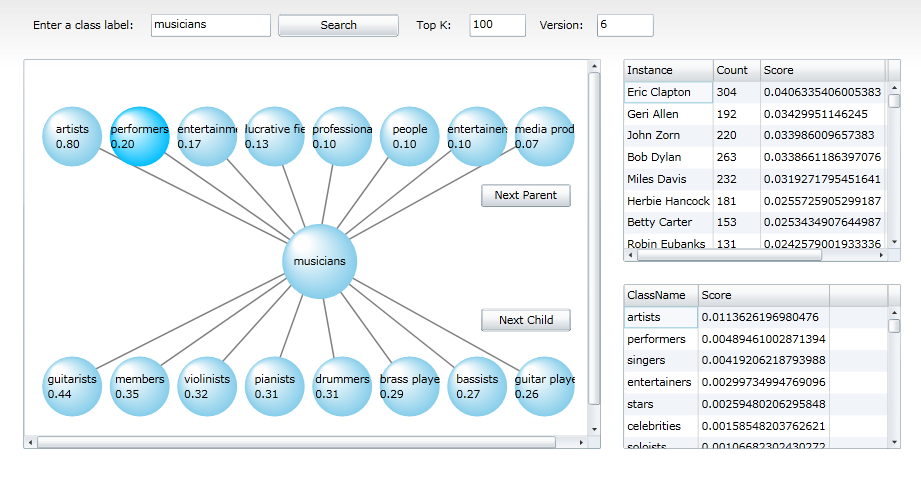 Enter a class label: musicians Search Top K: 100 Version: 6
artists performers entertainm lucrative fie professiona people entertainers media prod
0.80 0.20 0.17 0.13 0.10 0.10 0.10 0.07
Next Parent
musicians
Next Child
guitarists members violinists pianists drummers brass playe bassists guitar playe
0.44 0.35 0.32 0.31 0.31 0.29 0.27 0.26
Instance Count Score
Eric Clapton 304 0.0406335406005383
Geri Allen 192 0.03429951146245
John Zorn 220 0.033986009657383
Bob Dylan 263 0.0338661186397076
Miles Davis 232 0.0319271795451641
Herbie Hancock 181 0.0255725905299187
Betty Carter 153 0.0253434907644987
Robin Eubanks 131 0.0242579001933336
ClassName Score
artists 0.0113626196980476
performers 0.00489461002871394
singers 0.00419206218793988
entertainers 0.00299734994769096
stars 0.00259480206295848
celebrities 0.00158548203762621
soloists 0.00106682302430272